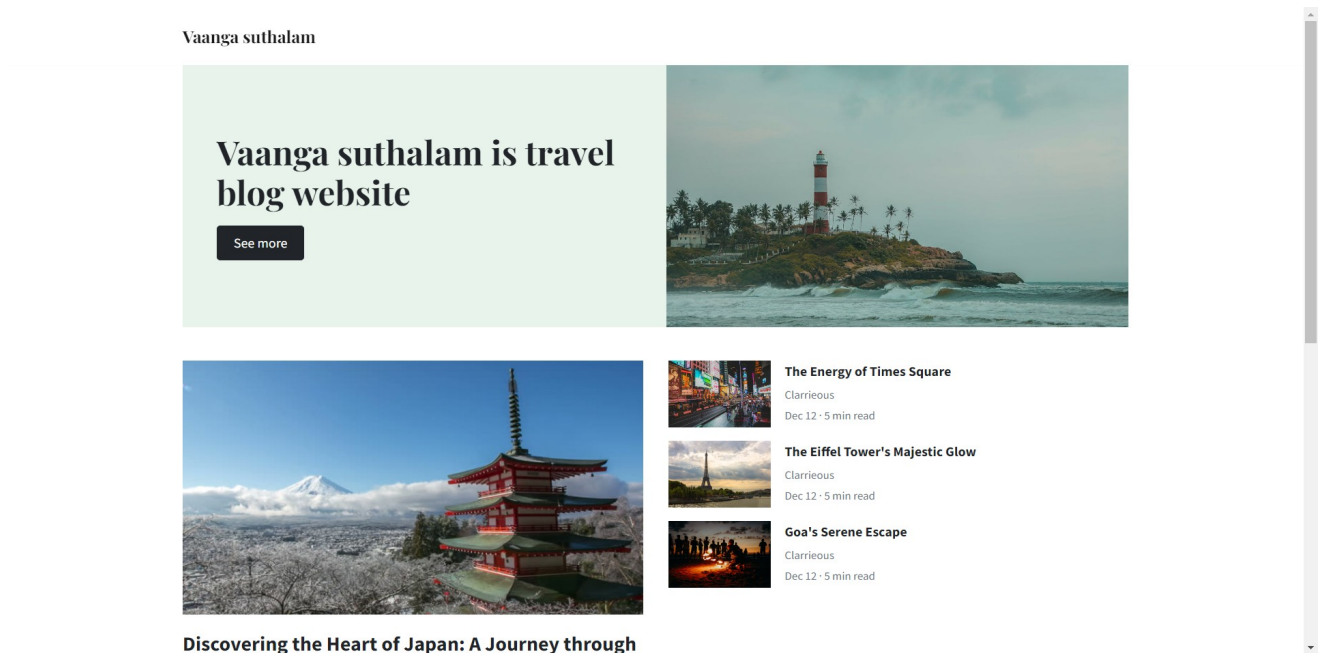 Vaanga suthalam
Vaanga suthalam is travel
blog website
See more
The Energy of Times Square
Clarrieous
Dec 12 · 5 min read
The Eiffel Tower's Majestic Glow
Clarrieous
Dec 12 · 5 min read
Goa's Serene Escape
Clarrieous
Dec 12 · 5 min read
Discovering the Heart of Japan: A Journey through